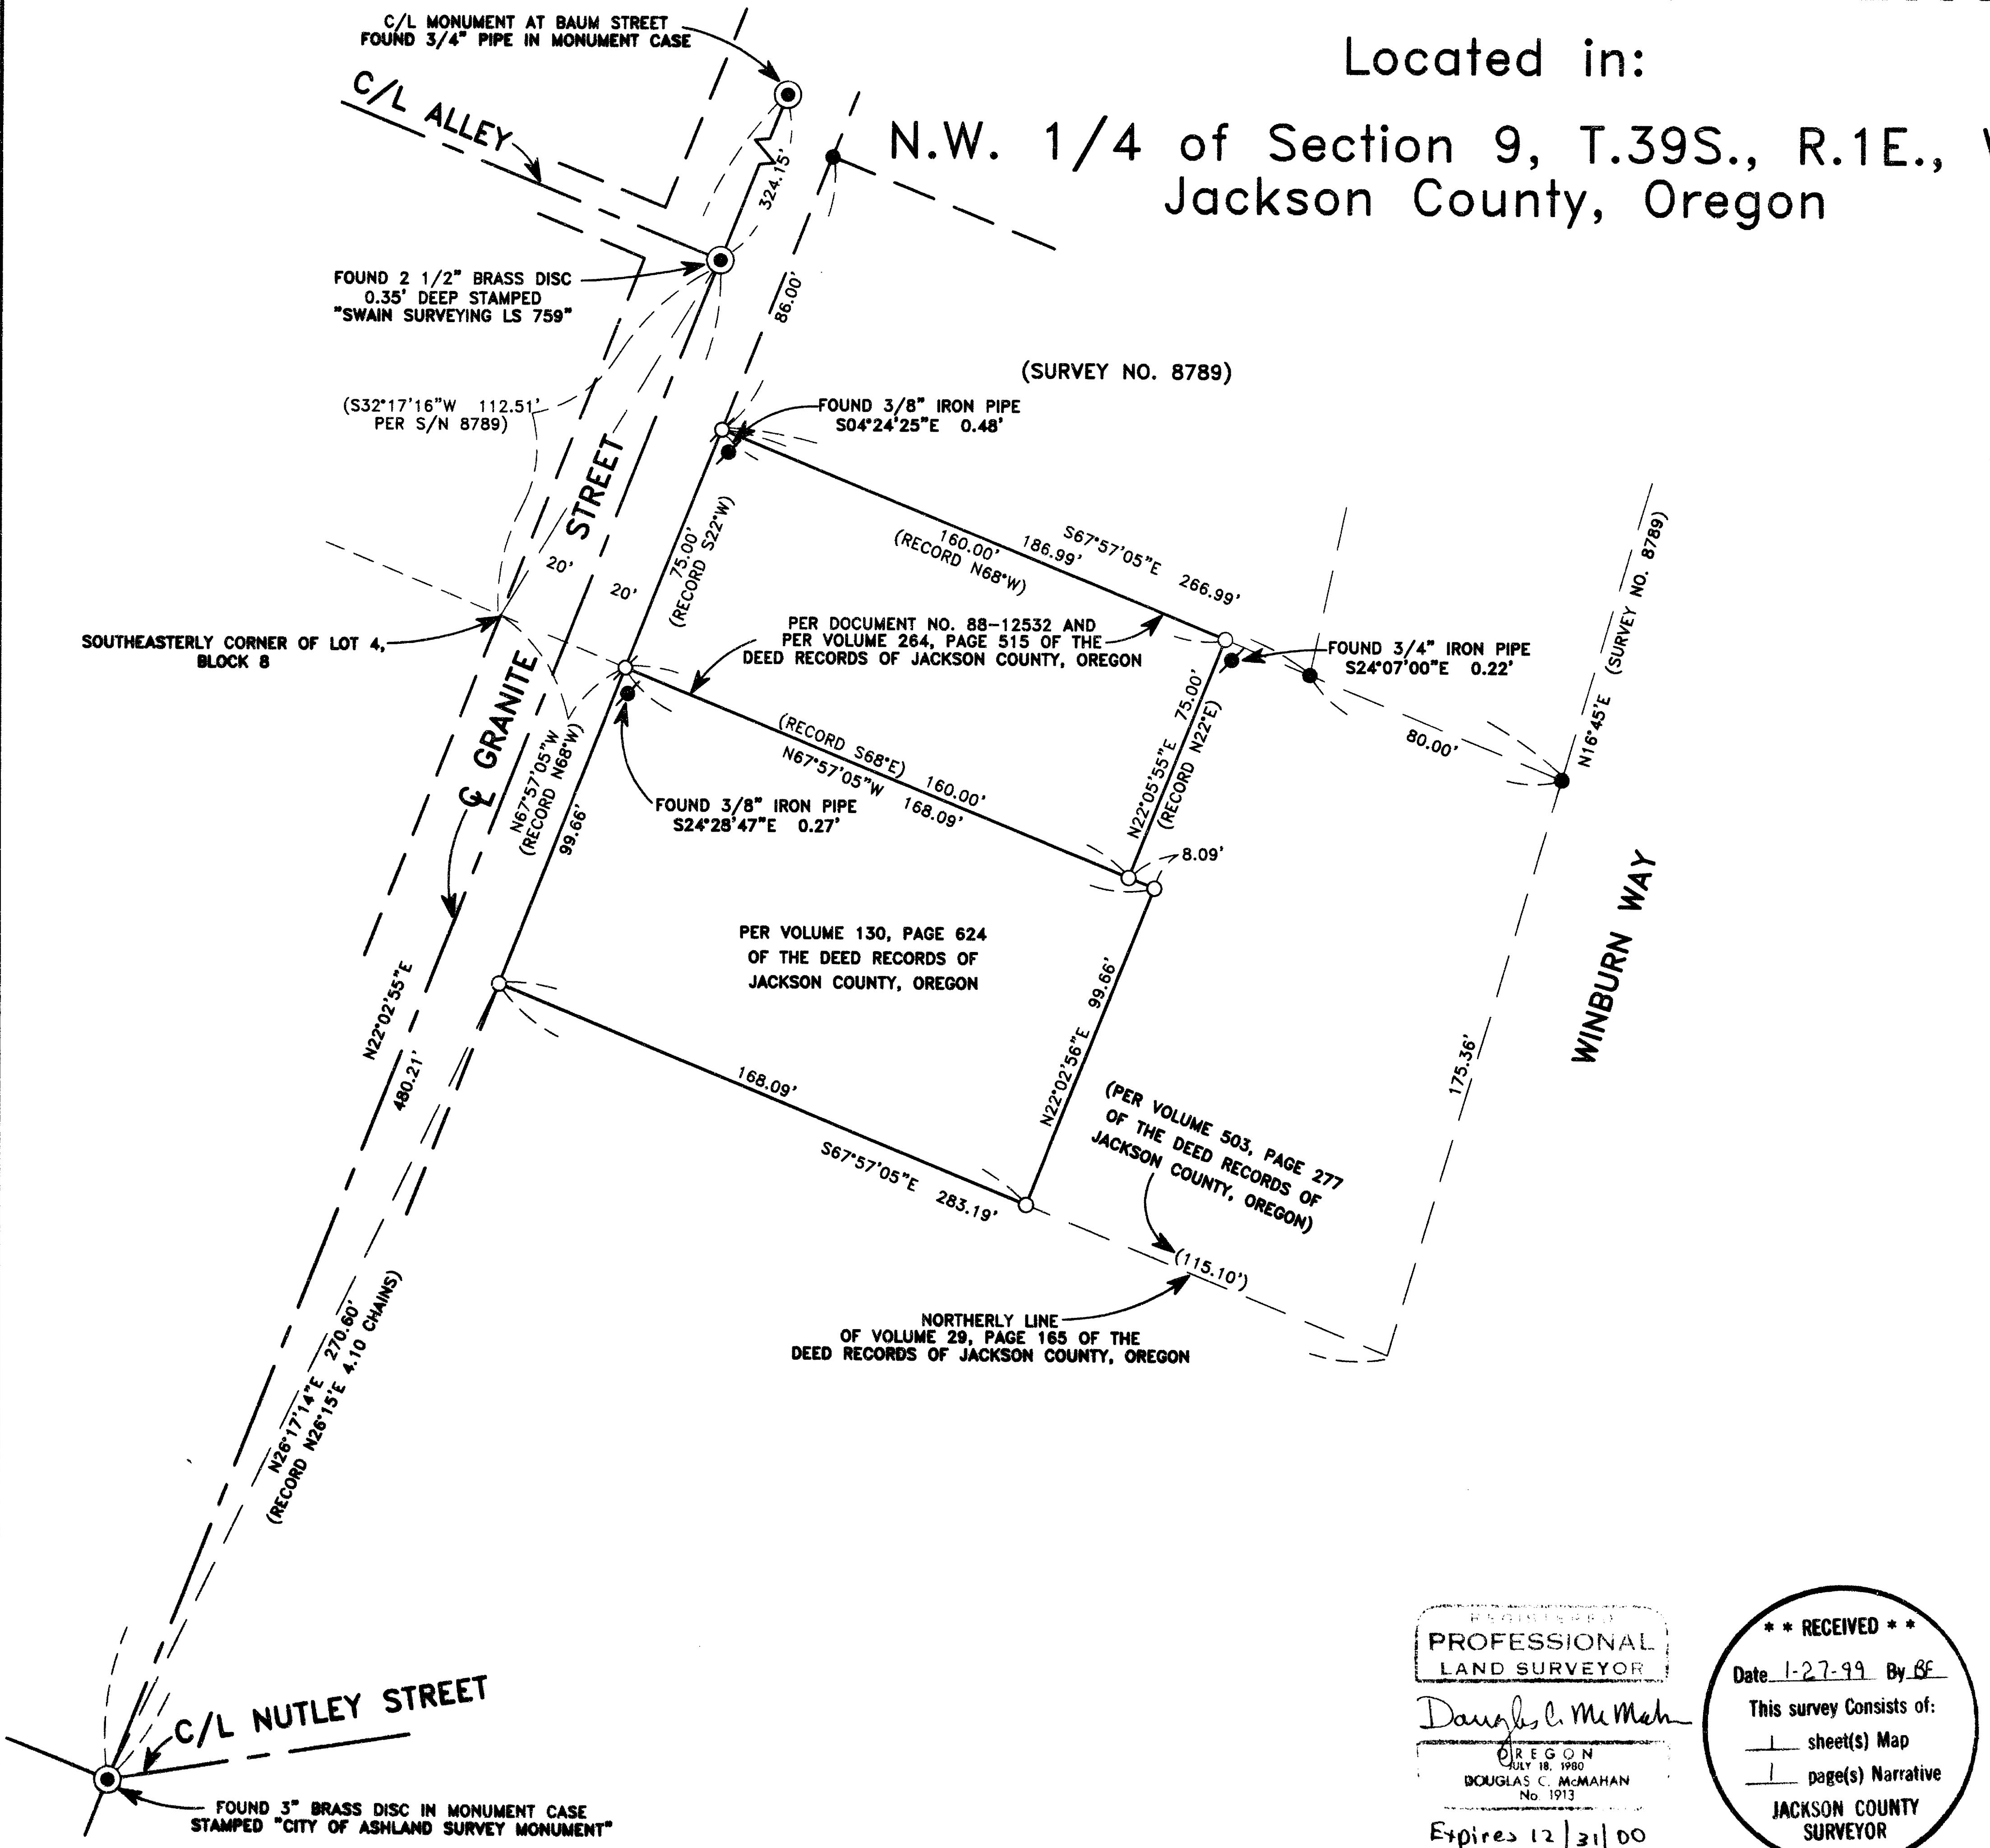 C/L MONUMENT AT BAUM STREET
FOUND 3/4" PIPE IN MONUMENT CASE
Located in:
N.W. 1/4 of Section 9, T.39S., R.1E.,
Jackson County, Oregon
C/L ALLEY
324.15'
86.00'
FOUND 2 1/2" BRASS DISC
0.35' DEEP STAMPED
"SWAIN SURVEYING LS 759"
(SURVEY NO. 8789)
(S32°17'16"W 112.51'
PER S/N 8789)
FOUND 3/8" IRON PIPE
S04°24'25"E 0.48'
STREET
20'
20'
75.00'
(RECORD S22°W)
S67°57'05"E 266.99'
160.00' 186.99'
(RECORD N68°W)
N16°45'E (SURVEY NO. 8789)
SOUTHEASTERLY CORNER OF LOT 4,
BLOCK 8
PER DOCUMENT NO. 88-12532 AND
PER VOLUME 264, PAGE 515 OF THE
DEED RECORDS OF JACKSON COUNTY, OREGON
FOUND 3/4" IRON PIPE
S24°07'00"E 0.22'
80.00'
C/L GRANITE
N67°57'05"W
(RECORD N68°W)
99.66'
(RECORD S68°E) 160.00'
N67°57'05"W 168.09'
N22°05'55"E 75.00'
(RECORD N22°E)
FOUND 3/8" IRON PIPE
S24°28'47"E 0.27'
8.09'
PER VOLUME 130, PAGE 624
OF THE DEED RECORDS OF
JACKSON COUNTY, OREGON
WINBURN WAY
N22°02'55"E
480.21'
N22°02'56"E 99.66'
175.36'
168.09'
S67°57'05"E 283.19'
(PER VOLUME 503, PAGE 277
OF THE DEED RECORDS OF
JACKSON COUNTY, OREGON)
(115.10')
NORTHERLY LINE
OF VOLUME 29, PAGE 165 OF THE
DEED RECORDS OF JACKSON COUNTY, OREGON
N26°17'14"E 270.60'
(RECORD N26°15'E 4.10 CHAINS)
C/L NUTLEY STREET
FOUND 3" BRASS DISC IN MONUMENT CASE
STAMPED "CITY OF ASHLAND SURVEY MONUMENT"
REGISTERED
PROFESSIONAL
LAND SURVEYOR
Douglas C. McMahan
OREGON
JULY 18, 1980
DOUGLAS C. McMAHAN
No. 1913
Expires 12/31/00
* * RECEIVED * *
Date 1-27-99 By BF
This survey Consists of:
1 sheet(s) Map
1 page(s) Narrative
JACKSON COUNTY
SURVEYOR